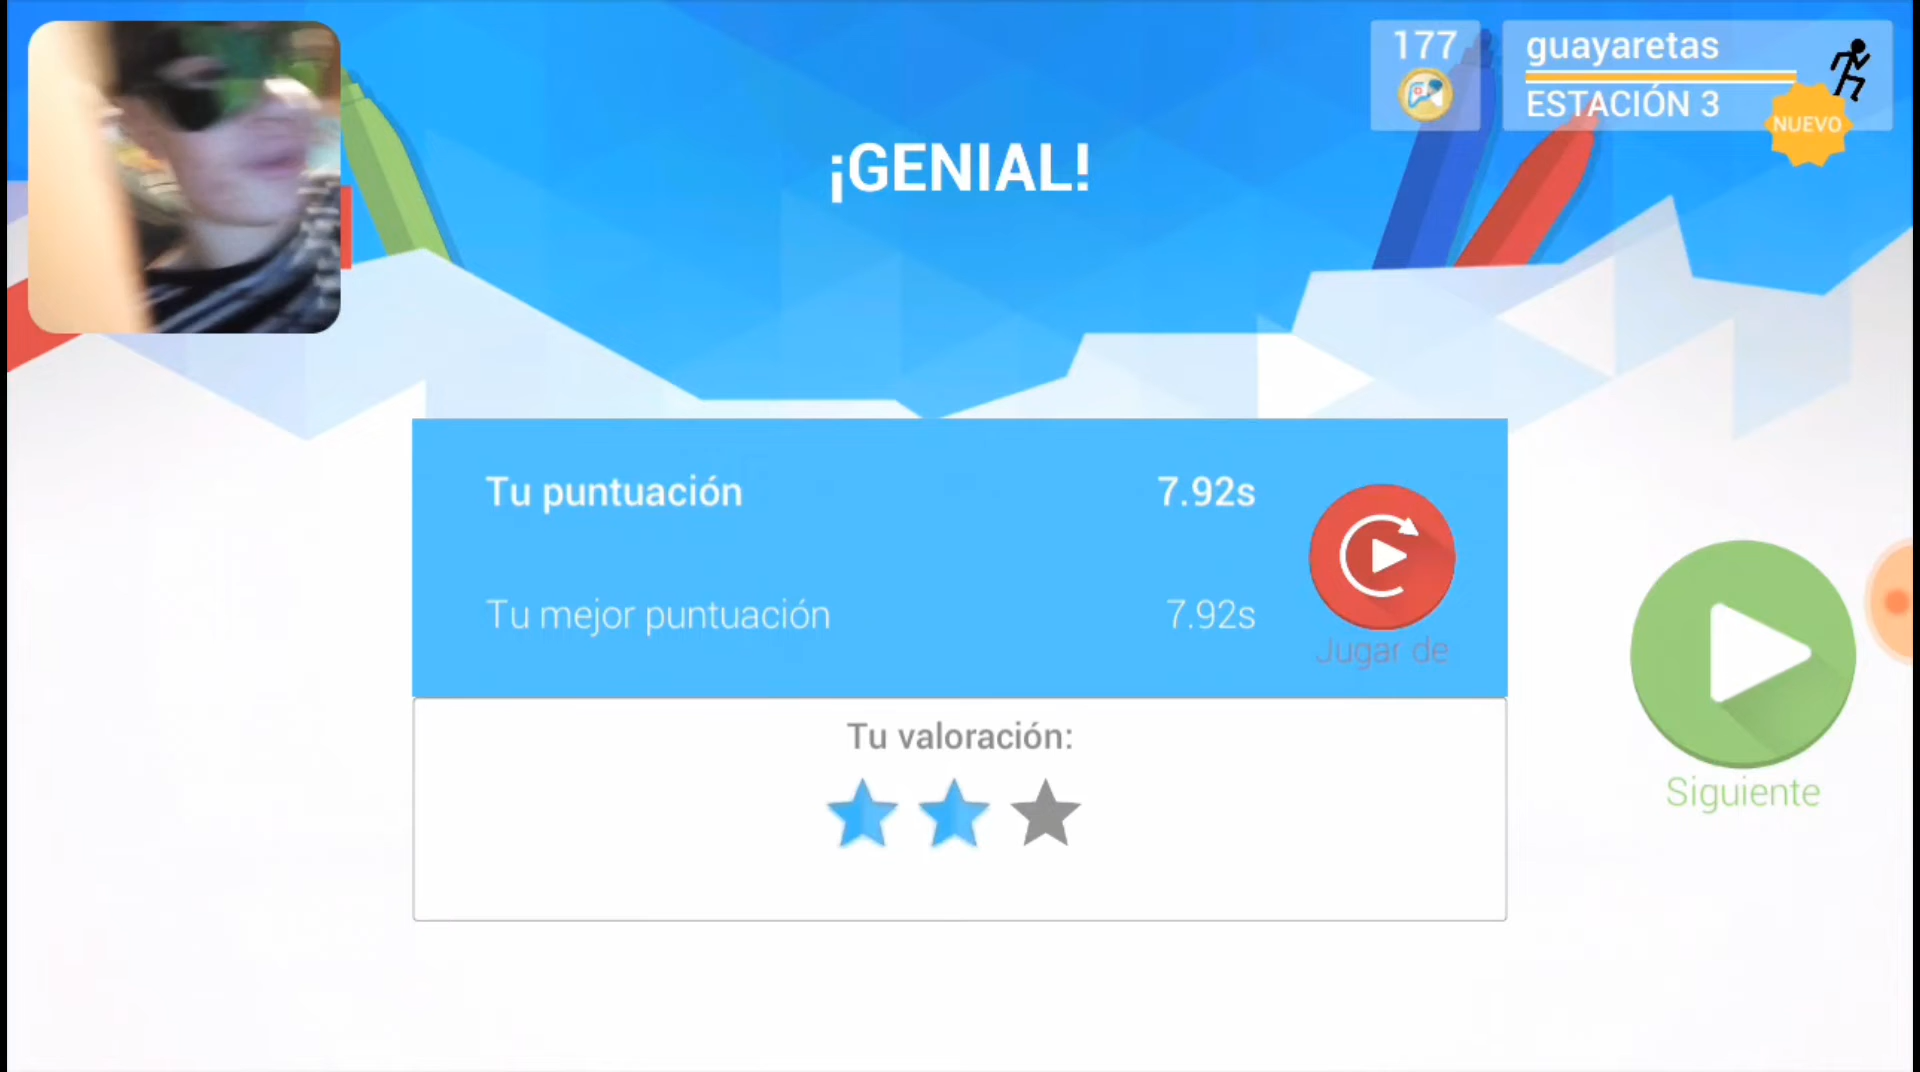 177
guayaretas
ESTACIÓN 3
NUEVO
¡GENIAL!
Tu puntuación 7.92s
Tu mejor puntuación 7.92s
Jugar de
Tu valoración:
Siguiente